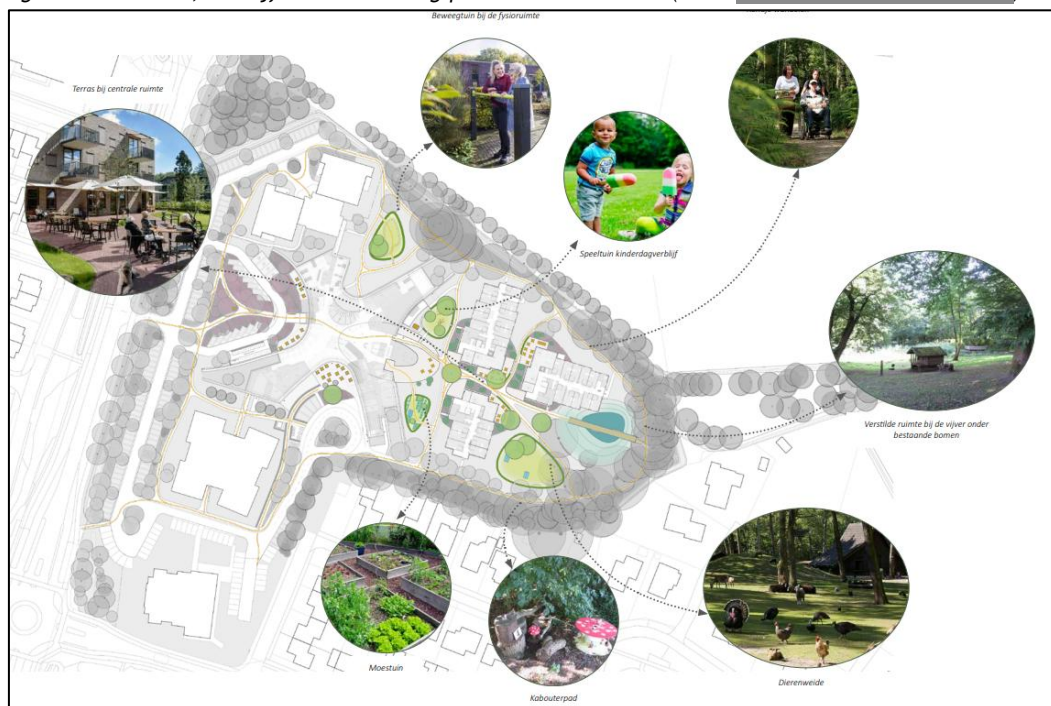 Beweegtuin bij de fysioruimte
Terras bij centrale ruimte
Speeltuin kinderdagverblijf
Verstilde ruimte bij de vijver onder
bestaande bomen
Moestuin
Kabouterpad
Dierenweide